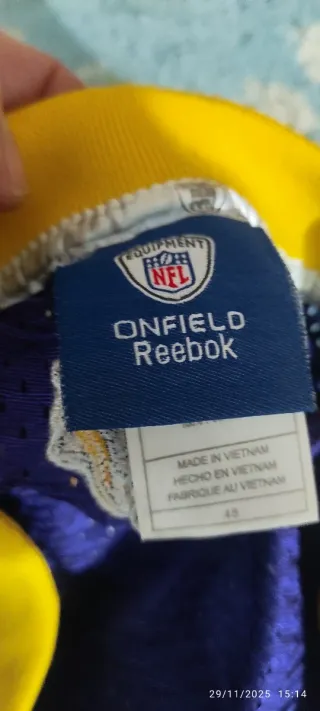 EQUIPMENT
NFL
ONFIELD
Reebok
MADE IN VIETNAM
HECHO EN VIETNAM
FABRIQUE AU VIETNAM
48
29/11/2025 15:14